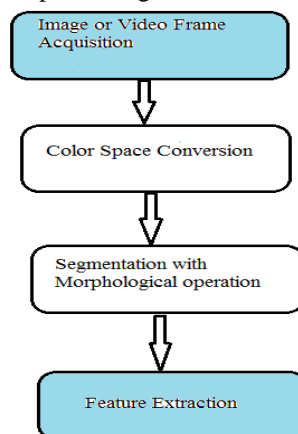 Image or Video Frame
Acquisition
Color Space Conversion
Segmentation with
Morphological operation
Feature Extraction